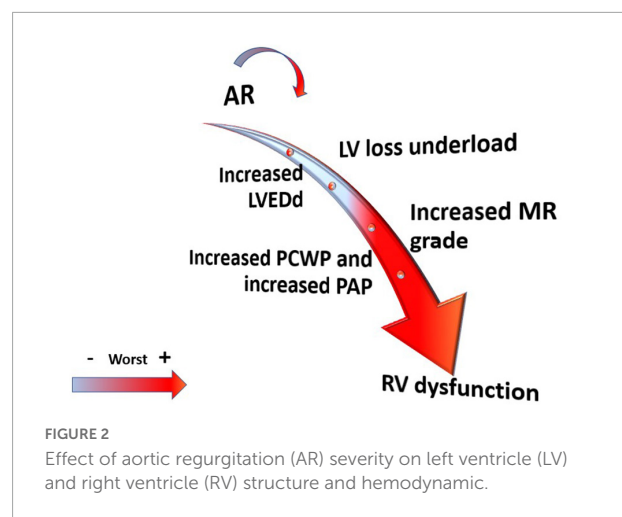 AR
LV loss underload
Increased
LVEDd
Increased MR
grade
Increased PCWP and
increased PAP
- Worst +
RV dysfunction
FIGURE 2
Effect of aortic regurgitation (AR) severity on left ventricle (LV)
and right ventricle (RV) structure and hemodynamic.